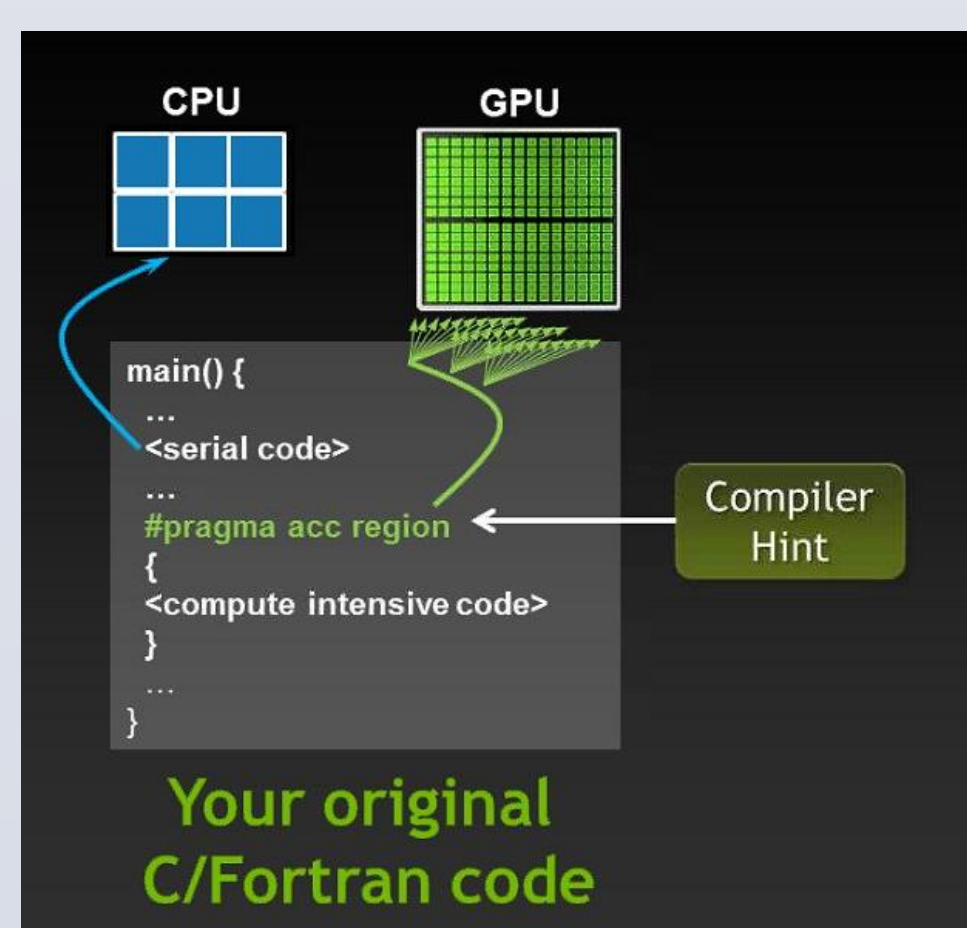 CPU
GPU
main() {
...
<serial code>
...
#pragma acc region
{
<compute intensive code>
}
...
}
Compiler
Hint
Your original
C/Fortran code